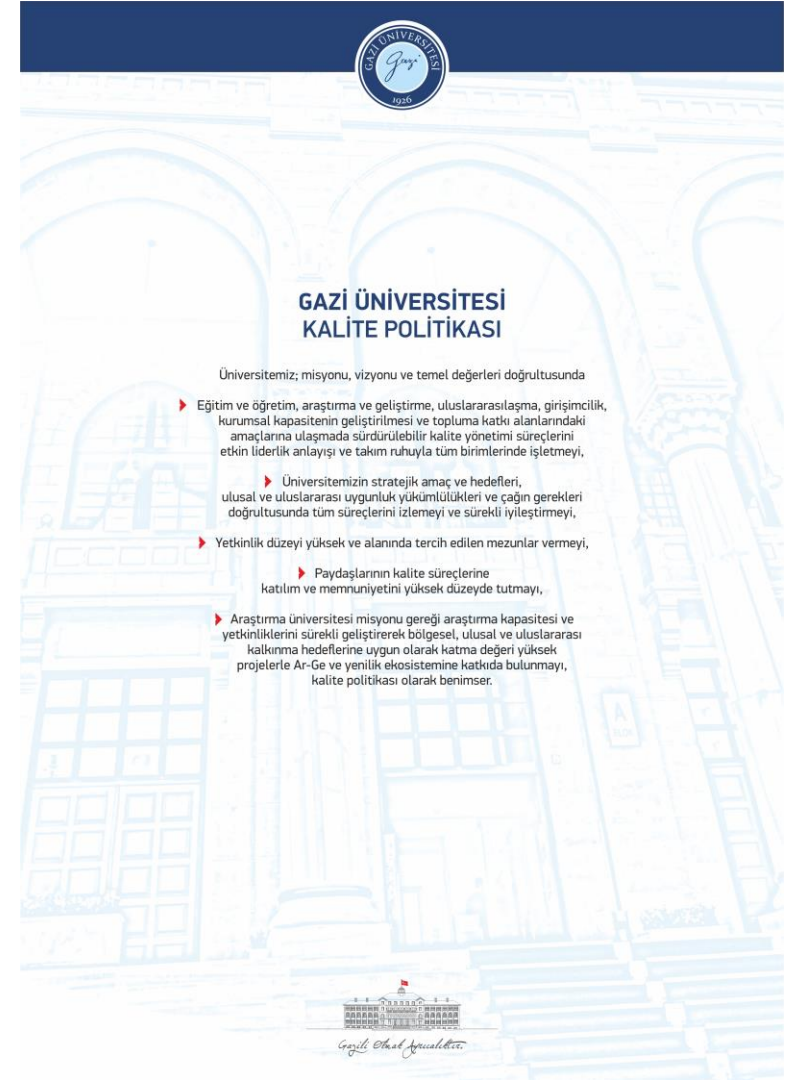 GAZİ ÜNİVERSİTESİ
Gazi
1926
GAZİ ÜNİVERSİTESİ
KALİTE POLİTİKASI
Üniversitemiz; misyonu, vizyonu ve temel değerleri doğrultusunda
Eğitim ve öğretim, araştırma ve geliştirme, uluslararasılaşma, girişimcilik,
kurumsal kapasitenin geliştirilmesi ve topluma katkı alanlarındaki
amaçlarına ulaşmada sürdürülebilir kalite yönetimi süreçlerini
etkin liderlik anlayışı ve takım ruhuyla tüm birimlerinde işletmeyi,
Üniversitemizin stratejik amaç ve hedefleri,
ulusal ve uluslararası uygunluk yükümlülükleri ve çağın gerekleri
doğrultusunda tüm süreçlerini izlemeyi ve sürekli iyileştirmeyi,
Yetkinlik düzeyi yüksek ve alanında tercih edilen mezunlar vermeyi,
Paydaşlarının kalite süreçlerine
katılım ve memnuniyetini yüksek düzeyde tutmayı,
Araştırma üniversitesi misyonu gereği araştırma kapasitesi ve
yetkinliklerini sürekli geliştirerek bölgesel, ulusal ve uluslararası
kalkınma hedeflerine uygun olarak katma değeri yüksek
projelerle Ar-Ge ve yenilik ekosistemine katkıda bulunmayı,
kalite politikası olarak benimser.
A
BLOK
Gazili Olmak Ayrıcalıktır.